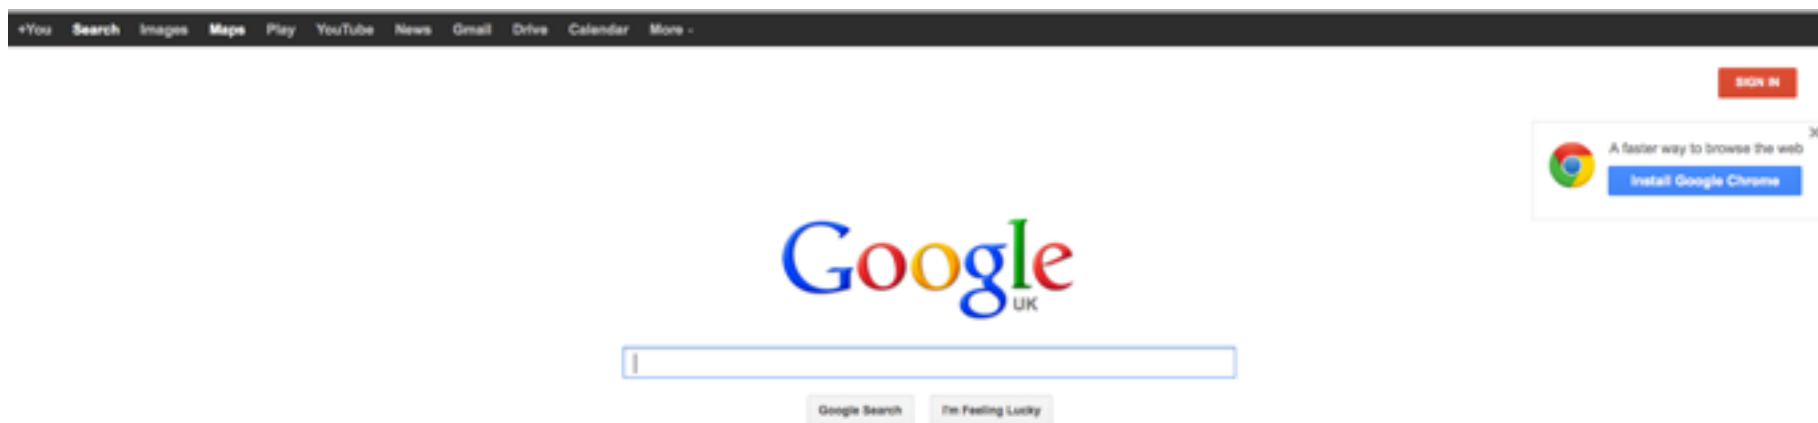 +You Search Images Maps Play YouTube News Gmail Drive Calendar More -
SIGN IN
A faster way to browse the web
Install Google Chrome
Google
UK
Google Search I'm Feeling Lucky